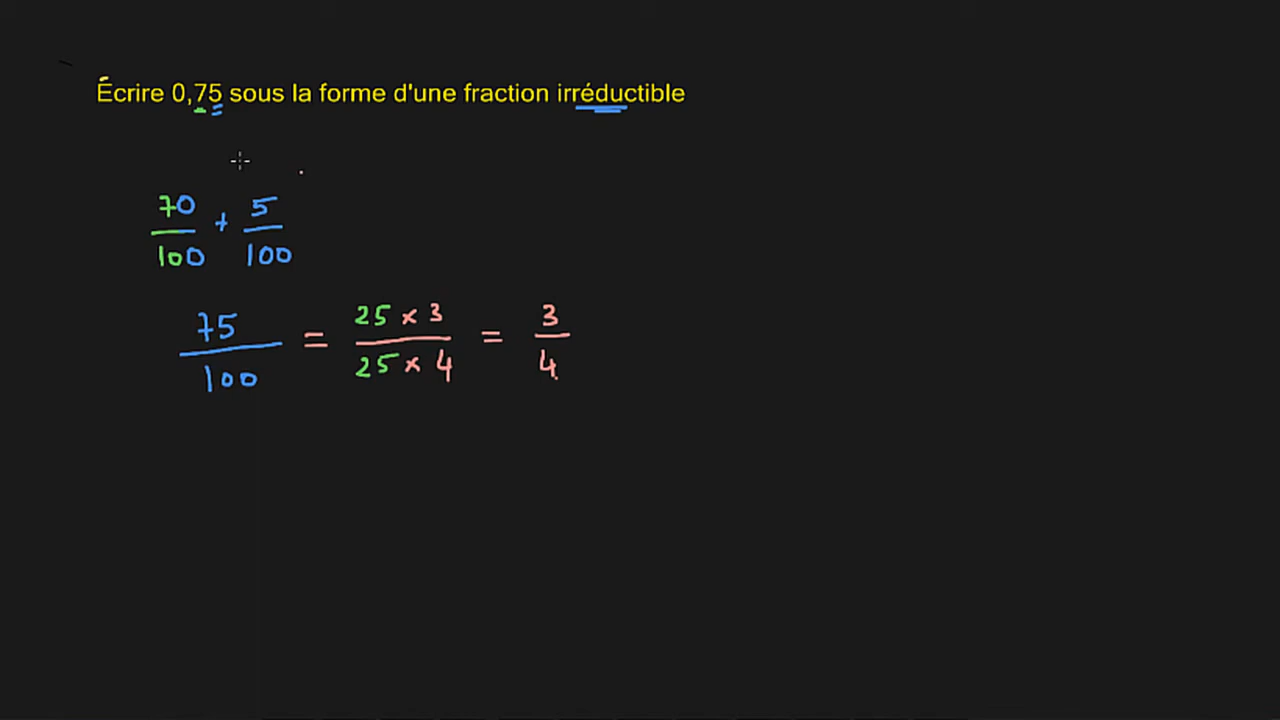 Écrire 0,75 sous la forme d'une fraction irréductible
70/100 + 5/100
75/100 = 25 × 3/25 × 4 = 3/4